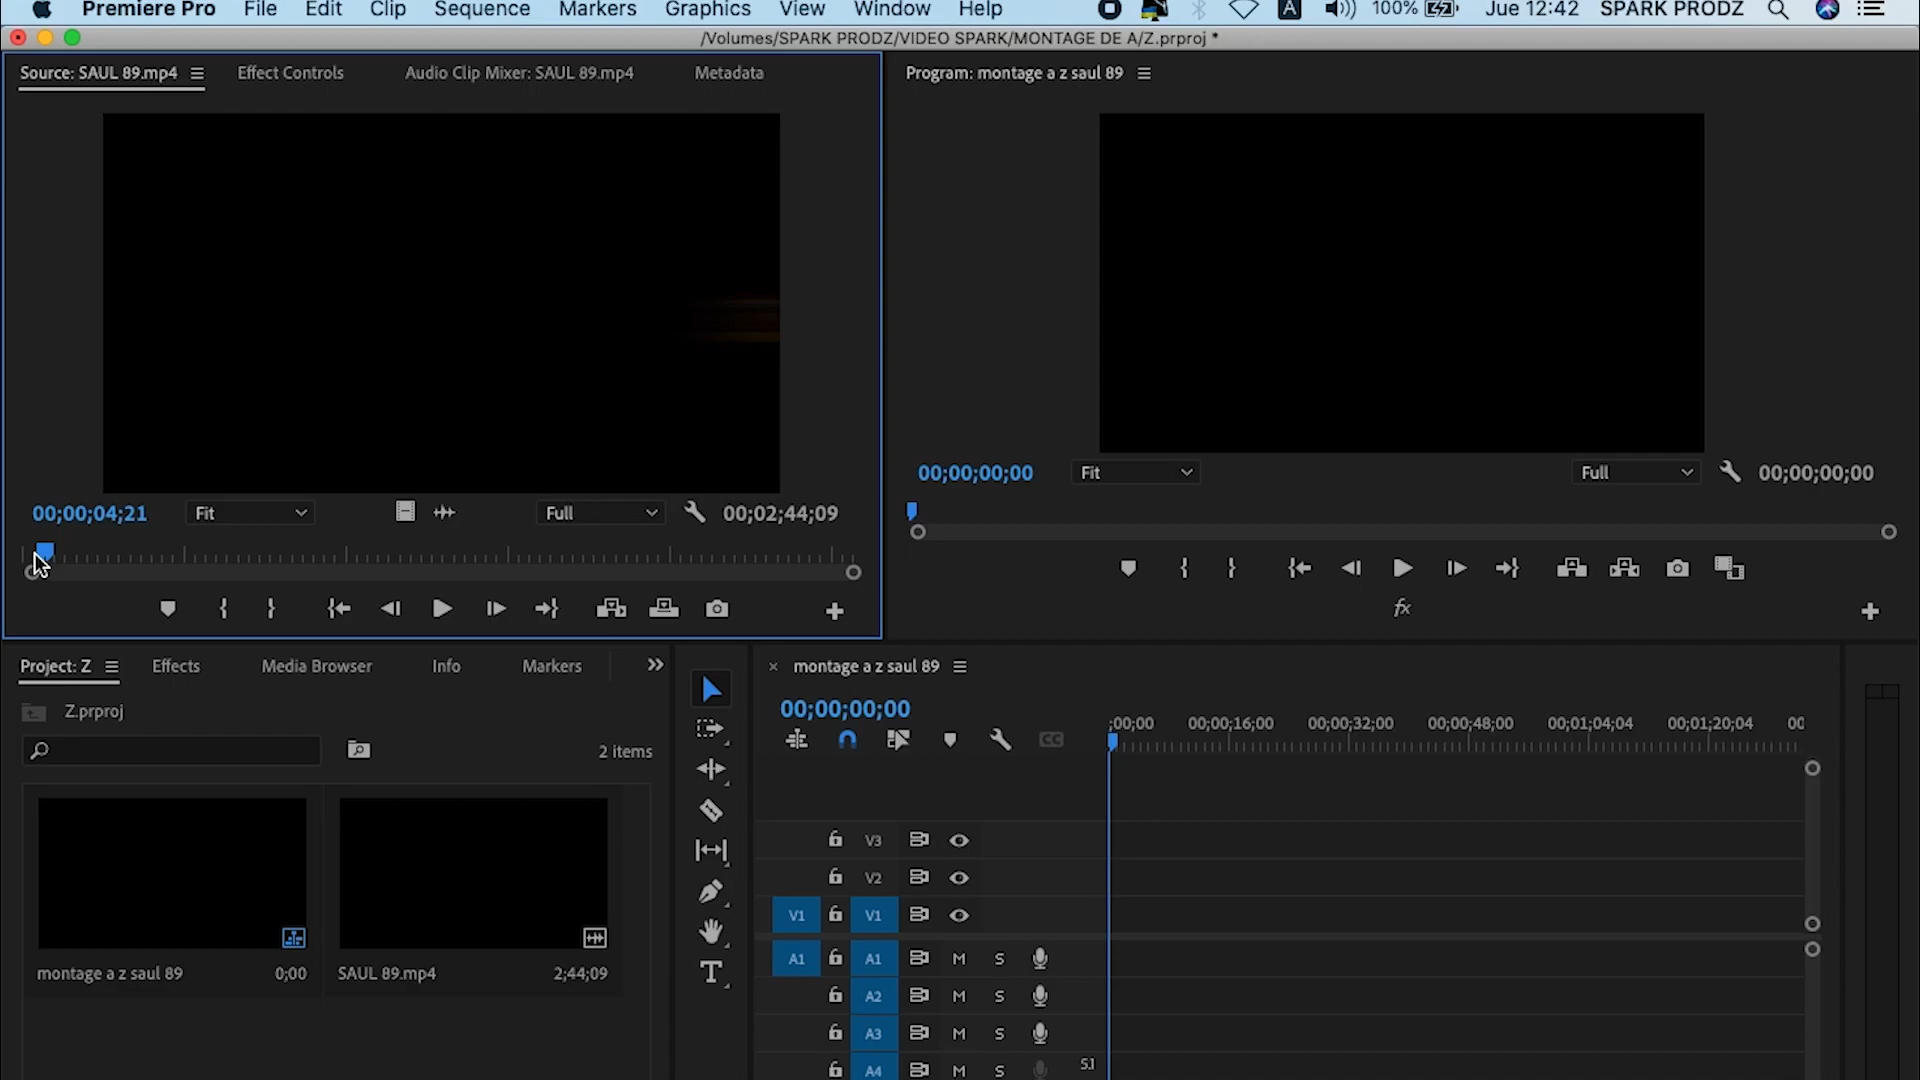 Premiere Pro File Edit Clip Sequence Markers Graphics View Window Help A 100% Jue 12:42 SPARK PRODZ
/Volumes/SPARK PRODZ/VIDEO SPARK/MONTAGE DE A/Z.prproj *
Source: SAUL 89.mp4 Effect Controls Audio Clip Mixer: SAUL 89.mp4 Metadata
Program: montage a z saul 89
00;00;04;21 Fit Full 00;02;44;09
00;00;00;00 Fit Full 00;00;00;00
fx
Project: Z Effects Media Browser Info Markers
Z.prproj
2 items
montage a z saul 89 0;00
SAUL 89.mp4 2;44;09
montage a z saul 89
00;00;00;00
;00;00 00;00;16;00 00;00;32;00 00;00;48;00 00;01;04;04 00;01;20;04 00
CC
V3
V2
V1 V1
A1 A1 M S
A2 M S
A3 M S
A4 M S 5.1